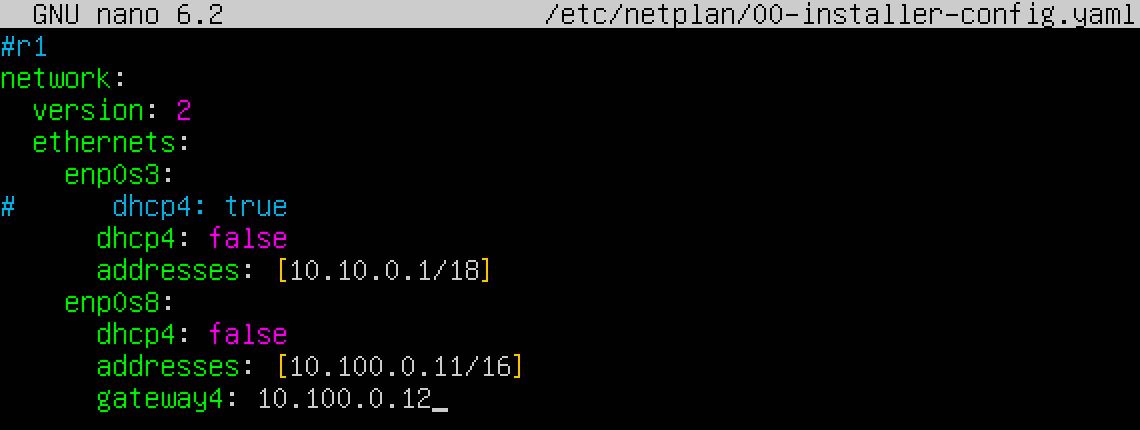 GNU nano 6.2 /etc/netplan/00-installer-config.yaml
#r1
network:
  version: 2
  ethernets:
    enp0s3:
#      dhcp4: true
      dhcp4: false
      addresses: [10.10.0.1/18]
    enp0s8:
      dhcp4: false
      addresses: [10.100.0.11/16]
      gateway4: 10.100.0.12_